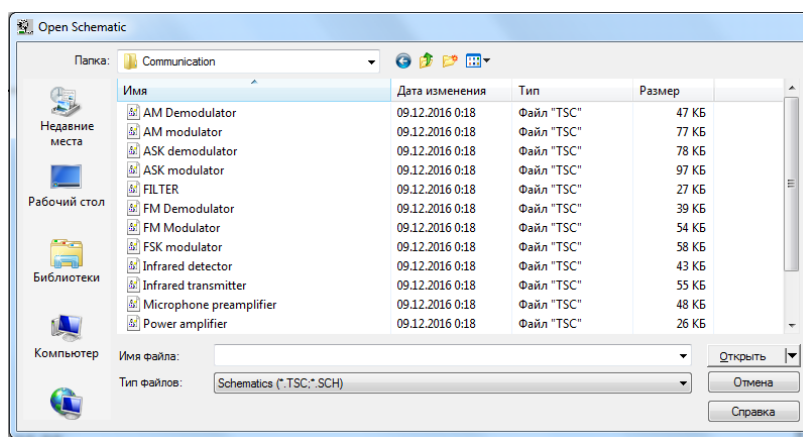 Open Schematic
Папка: Communication
Имя Дата изменения Тип Размер
AM Demodulator 09.12.2016 0:18 Файл "TSC" 47 КБ
AM modulator 09.12.2016 0:18 Файл "TSC" 77 КБ
ASK demodulator 09.12.2016 0:18 Файл "TSC" 78 КБ
ASK modulator 09.12.2016 0:18 Файл "TSC" 97 КБ
FILTER 09.12.2016 0:18 Файл "TSC" 27 КБ
FM Demodulator 09.12.2016 0:18 Файл "TSC" 39 КБ
FM Modulator 09.12.2016 0:18 Файл "TSC" 54 КБ
FSK modulator 09.12.2016 0:18 Файл "TSC" 58 КБ
Infrared detector 09.12.2016 0:18 Файл "TSC" 43 КБ
Infrared transmitter 09.12.2016 0:18 Файл "TSC" 55 КБ
Microphone preamplifier 09.12.2016 0:18 Файл "TSC" 48 КБ
Power amplifier 09.12.2016 0:18 Файл "TSC" 26 КБ
Недавние
места
Рабочий стол
Библиотеки
Компьютер
Имя файла: Открыть
Тип файлов: Schematics (*.TSC;*.SCH) Отмена
Справка